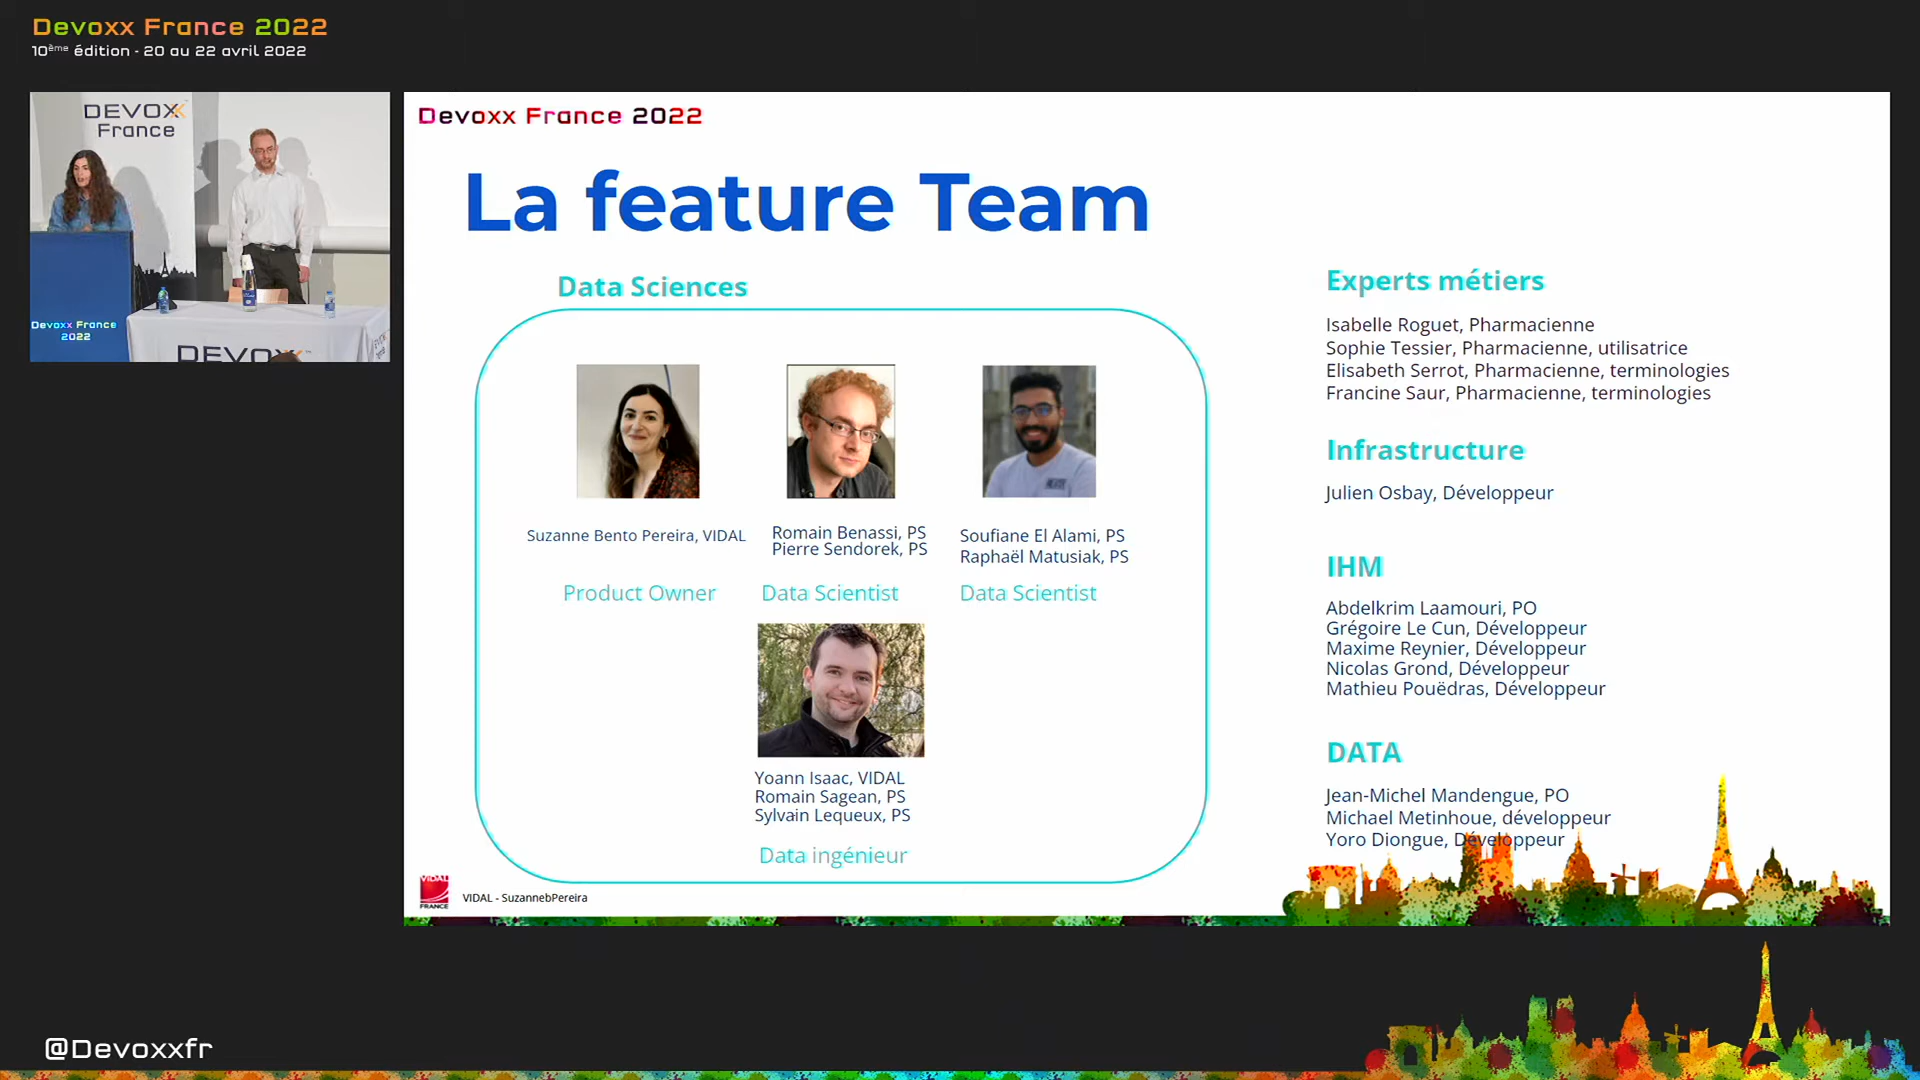 Devoxx France 2022
10ème édition - 20 au 22 avril 2022
DEVOXX
France
Devoxx France
2022
DEVOXX
Devoxx France 2022
La feature Team
Data Sciences
Suzanne Bento Pereira, VIDAL
Product Owner
Romain Benassi, PS
Pierre Sendorek, PS
Data Scientist
Soufiane El Alami, PS
Raphaël Matusiak, PS
Data Scientist
Yoann Isaac, VIDAL
Romain Sagean, PS
Sylvain Lequeux, PS
Data ingénieur
Experts métiers
Isabelle Roguet, Pharmacienne
Sophie Tessier, Pharmacienne, utilisatrice
Elisabeth Serrot, Pharmacienne, terminologies
Francine Saur, Pharmacienne, terminologies
Infrastructure
Julien Osbay, Développeur
IHM
Abdelkrim Laamouri, PO
Grégoire Le Cun, Développeur
Maxime Reynier, Développeur
Nicolas Grond, Développeur
Mathieu Pouëdras, Développeur
DATA
Jean-Michel Mandengue, PO
Michael Metinhoue, développeur
Yoro Diongue, Développeur
VIDAL
FRANCE
VIDAL - SuzannebPereira
@Devoxxfr